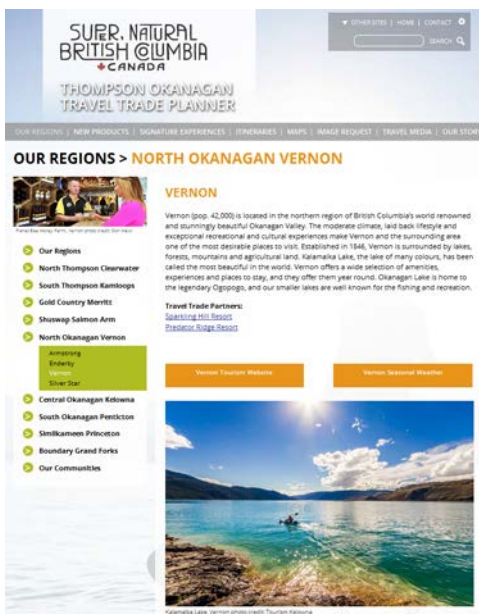 SUPER, NATURAL
BRITISH COLUMBIA
CANADA
THOMPSON OKANAGAN
TRAVEL TRADE PLANNER
OTHER SITES | HOME | CONTACT
SEARCH
OUR REGIONS | NEW PRODUCTS | SIGNATURE EXPERIENCES | ITINERARIES | MAPS | IMAGE REQUEST | TRAVEL MEDIA | OUR STOR
OUR REGIONS > NORTH OKANAGAN VERNON
Our Regions
North Thompson Clearwater
South Thompson Kamloops
Gold Country Merritt
Shuswap Salmon Arm
North Okanagan Vernon
Armstrong
Enderby
Vernon
Silver Star
Central Okanagan Kelowna
South Okanagan Penticton
Similkameen Princeton
Boundary Grand Forks
Our Communities
VERNON
Vernon (pop. 42,000) is located in the northern region of British Columbia's world renowned
and stunningly beautiful Okanagan Valley. The moderate climate, laid back lifestyle and
exceptional recreational and cultural experiences make Vernon and the surrounding area
one of the most desirable places to visit. Established in 1846, Vernon is surrounded by lakes,
forests, mountains and agricultural land. Kalamalka Lake, the lake of many colours, has been
called the most beautiful in the world. Vernon offers a wide selection of amenities,
experiences and places to stay, and they offer them year round. Okanagan Lake is home to
the legendary Ogopogo, and our smaller lakes are well known for the fishing and recreation.
Travel Trade Partners:
Sparkling Hill Resort
Predator Ridge Resort
Vernon Tourism Website
Vernon Seasonal Weather
Kalamalka Lake, Vernon photo credit Tourism Kelowna